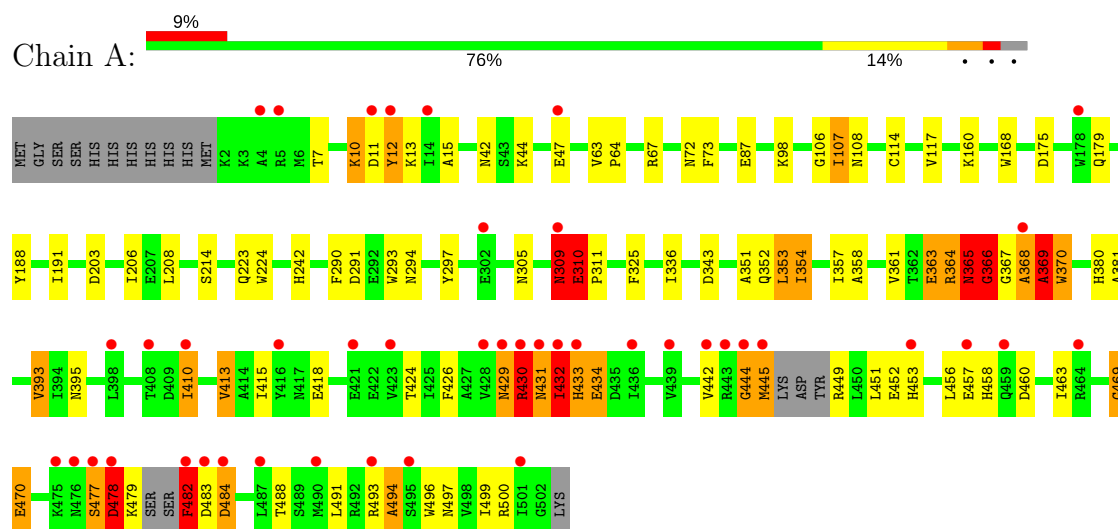 9%
Chain A:
76% 14% • • •
MET GLY SER SER HIS HIS HIS HIS HIS HIS MET K2 K3 A4 R5 M6 T7 K10 D11 Y12 K13 I14 A15 N42 S43 K44 E47 V63 P64 R67 N72 F73 E87 K98 G106 I107 N108 C114 V117 K160 W168 D175 W178 Q179
Y188 I191 D203 I206 E207 L208 S214 Q223 W224 H242 F290 D291 E292 W293 N294 Y297 E302 N305 N309 E310 P311 F325 I336 D343 A351 Q352 L353 I354 I357 A358 V361 T362 E363 R364 N365 G366 G367 A368 A369 W370 H380 A381
V393 I394 N395 L398 T408 D409 I410 V413 A414 I415 Y416 N417 E418 E421 E422 V423 T424 I425 F426 A427 V428 N429 R430 N431 I432 H433 E434 D435 I436 V439 V442 R443 G444 M445 LYS ASP TYR R449 L450 L451 E452 H453 L456 E457 H458 Q459 D460 I463 R464 G469
E470 K475 N476 S477 D478 K479 SER SER F482 D483 D484 L487 T488 S489 M490 L491 R492 R493 A494 S495 W496 N497 V498 I499 R500 I501 G502 LYS